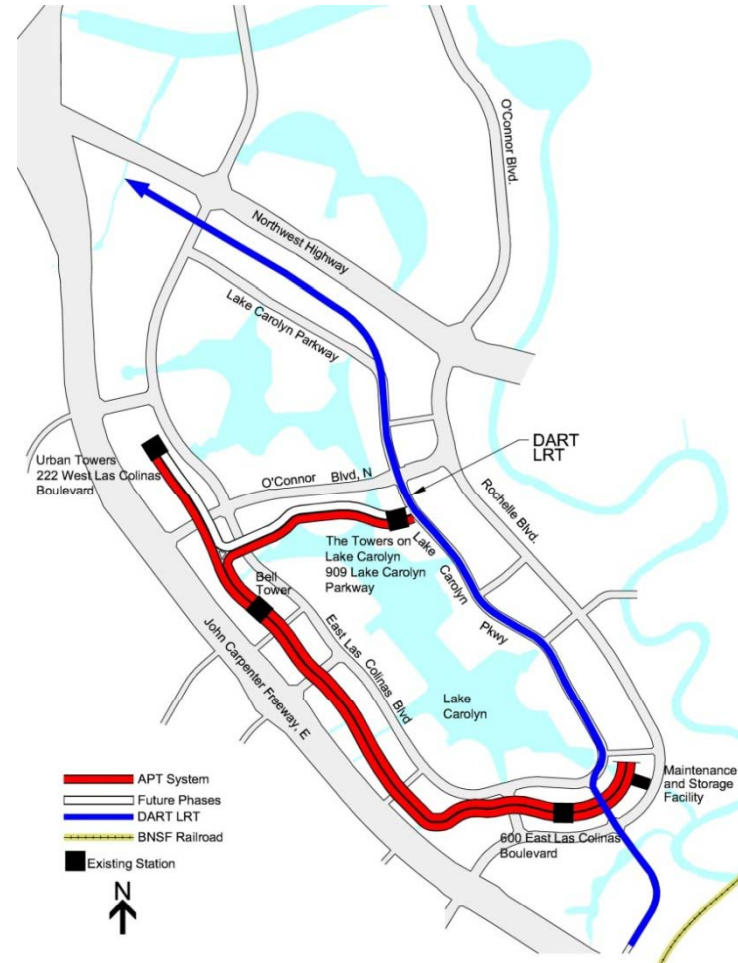 O'Connor Blvd.
Northwest Highway
Lake Carolyn Parkway
DART
LRT
Urban Towers
222 West Las Colinas
Boulevard
O'Connor Blvd, N
Rochelle Blvd.
The Towers on
Lake Carolyn
909 Lake Carolyn
Parkway
Lake Carolyn Pkwy
Bell
Tower
East Las Colinas Blvd
John Carpenter Freeway, E
Lake
Carolyn
Maintenance
and Storage
Facility
600 East Las Colinas
Boulevard
APT System
Future Phases
DART LRT
BNSF Railroad
Existing Station
N